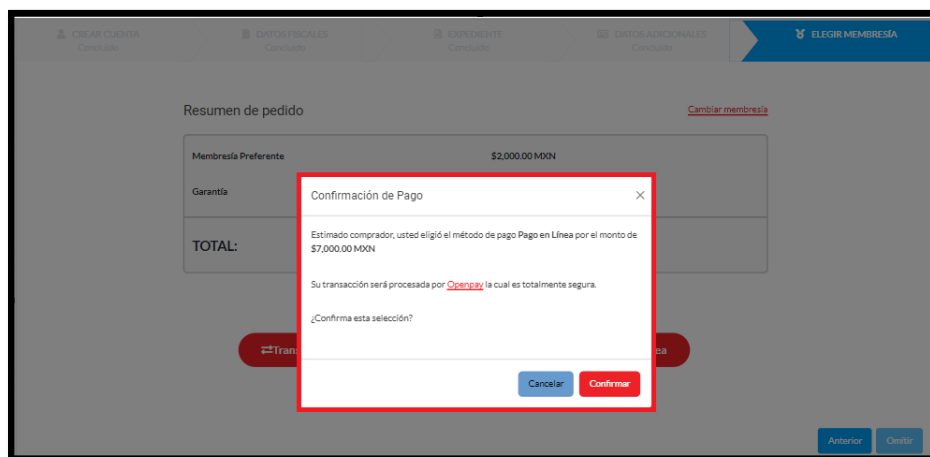 CREAR CUENTA
Concluido
DATOS FISCALES
Concluido
EXPEDIENTE
Concluido
DATOS ADICIONALES
Concluido
ELEGIR MEMBRESÍA
Resumen de pedido
Cambiar membresía
Membresía Preferente $2,000.00 MXN
Garantía
TOTAL:
Confirmación de Pago
Estimado comprador, usted eligió el método de pago Pago en Línea por el monto de
$7,000.00 MXN
Su transacción será procesada por Openpay la cual es totalmente segura.
¿Confirma esta selección?
Tran
ea
Cancelar Confirmar
Anterior Omitir